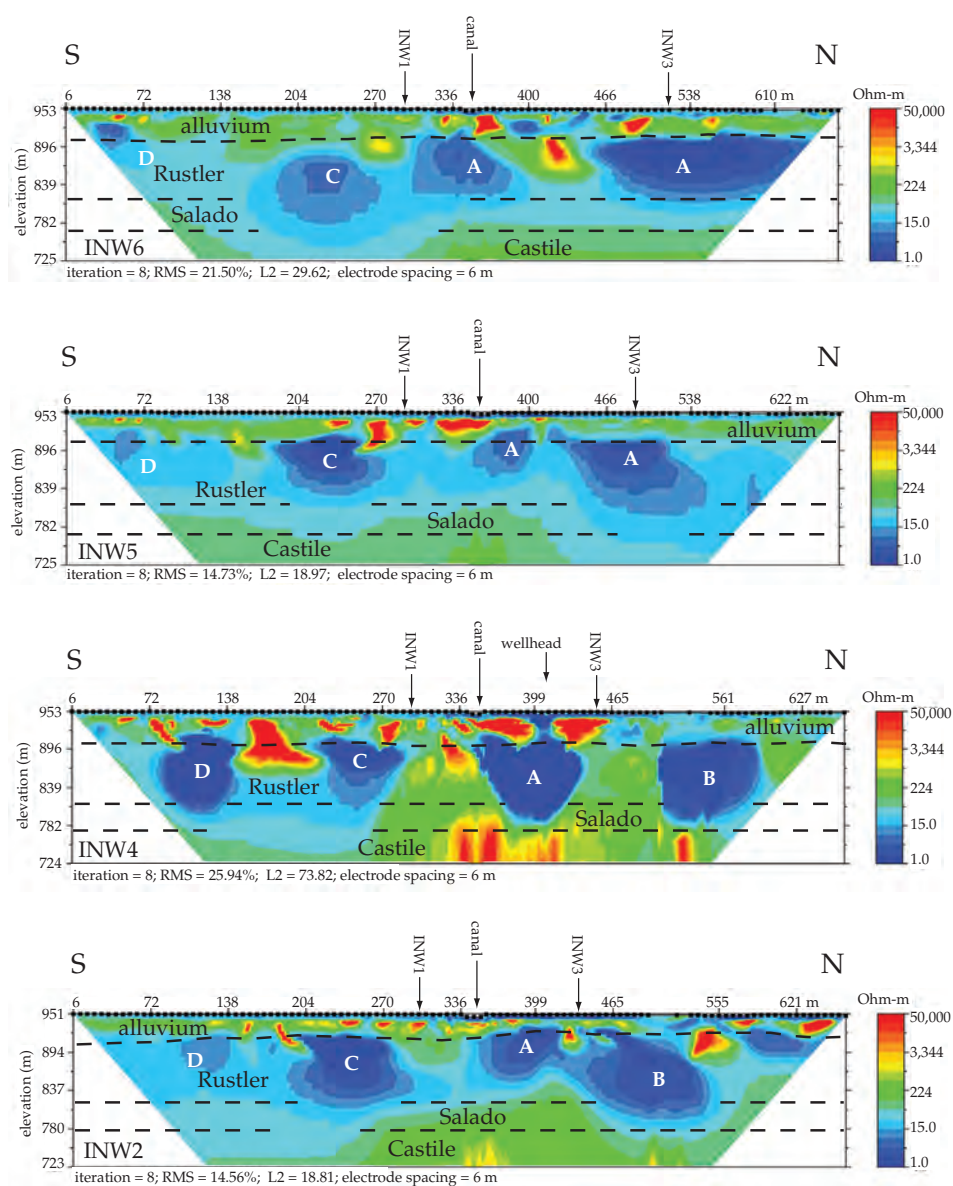 INW1 canal INW3
S N
6 72 138 204 270 336 400 466 538 610 m Ohm-m
953 50,000
alluvium
896 3,344
D Rustler C A A
839 224
Salado
782 15.0
INW6 Castile
725 1.0
elevation (m)
iteration = 8; RMS = 21.50%; L2 = 29.62; electrode spacing = 6 m
INW1 canal INW3
S N
6 72 138 204 270 336 400 466 538 622 m Ohm-m
953 50,000
alluvium
896 3,344
D C A A
839 224
Rustler
Salado
782 15.0
INW5 Castile
725 1.0
elevation (m)
iteration = 8; RMS = 14.73%; L2 = 18.97; electrode spacing = 6 m
INW1 canal wellhead INW3
S N
6 72 138 204 270 336 399 465 561 627 m Ohm-m
953 50,000
alluvium
896 3,344
D C A B
Rustler
839 224
Salado
782 15.0
INW4 Castile
724 1.0
elevation (m)
iteration = 8; RMS = 25.94%; L2 = 73.82; electrode spacing = 6 m
INW1 canal INW3
S N
6 72 138 204 270 336 399 465 555 621 m Ohm-m
951 50,000
alluvium
894 3,344
D C A B
Rustler
837 224
Salado
780 15.0
INW2 Castile
723 1.0
elevation (m)
iteration = 8; RMS = 14.56%; L2 = 18.81; electrode spacing = 6 m